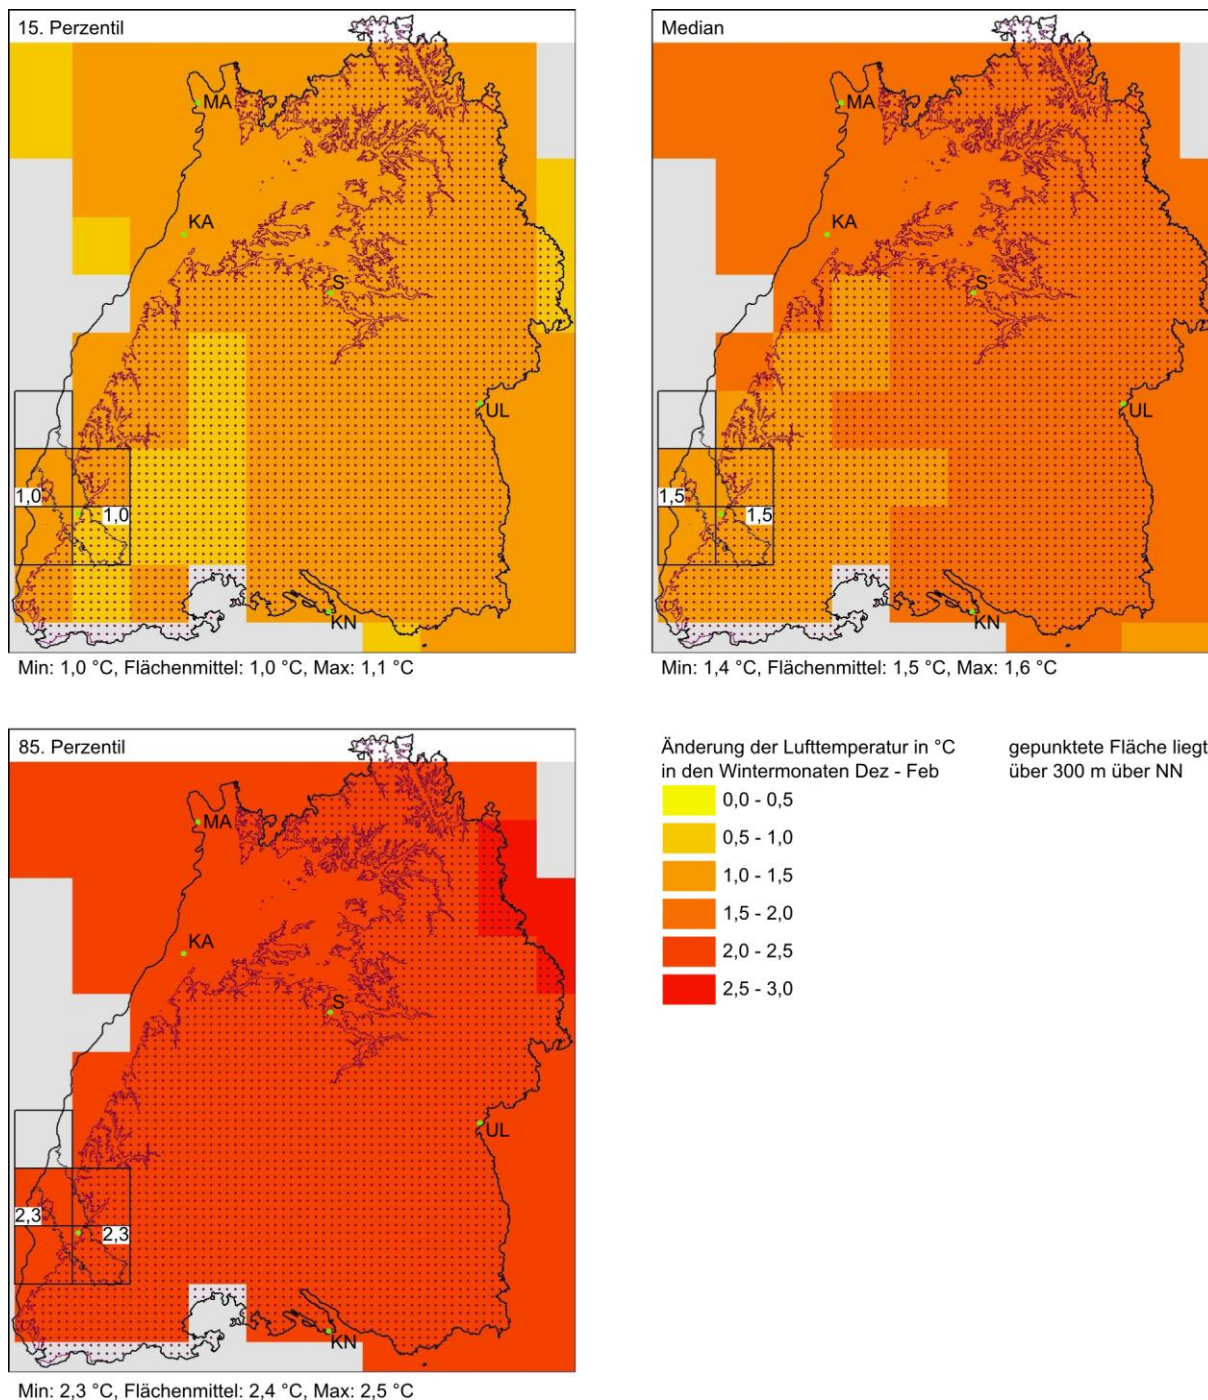 15. Perzentil
MA
KA
S
UL
1,0
1,0
KN
Min: 1,0 °C, Flächenmittel: 1,0 °C, Max: 1,1 °C
Median
MA
KA
S
UL
1,5
1,5
KN
Min: 1,4 °C, Flächenmittel: 1,5 °C, Max: 1,6 °C
85. Perzentil
MA
KA
S
UL
2,3
2,3
KN
Min: 2,3 °C, Flächenmittel: 2,4 °C, Max: 2,5 °C
Änderung der Lufttemperatur in °C
in den Wintermonaten Dez - Feb
0,0 - 0,5
0,5 - 1,0
1,0 - 1,5
1,5 - 2,0
2,0 - 2,5
2,5 - 3,0
gepunktete Fläche liegt
über 300 m über NN